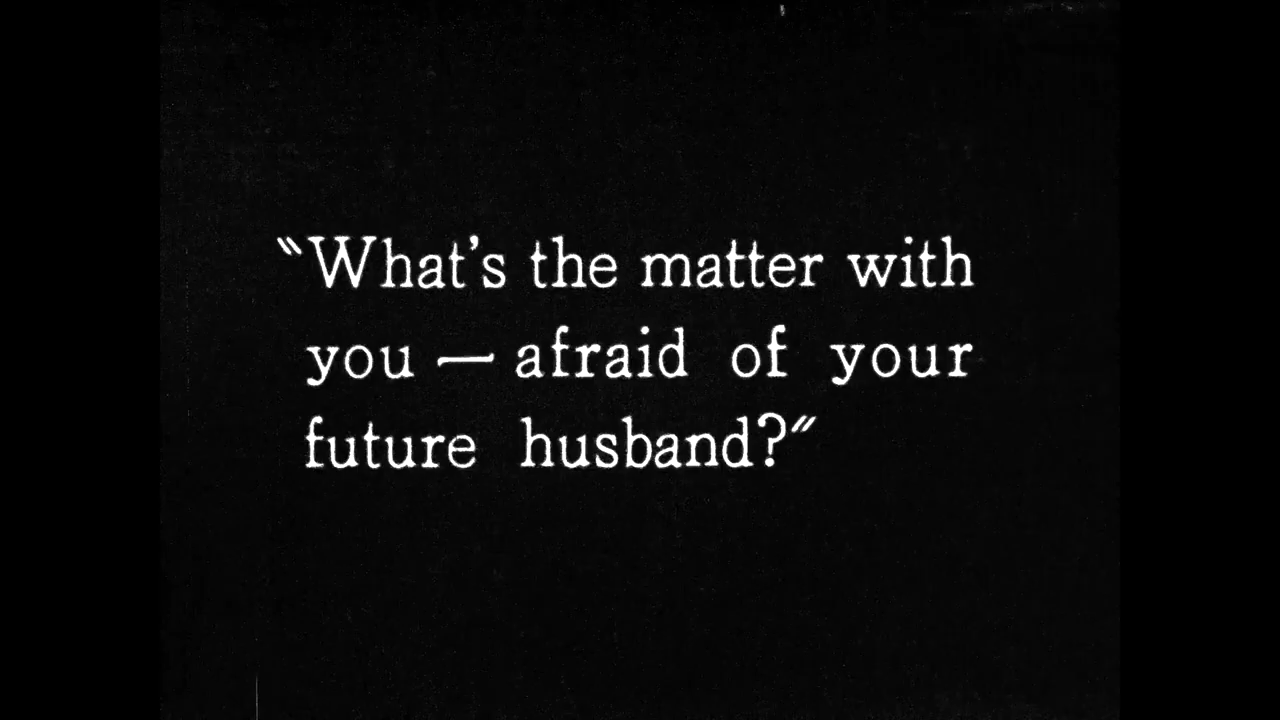 "What's the matter with
you — afraid of your
future husband?"